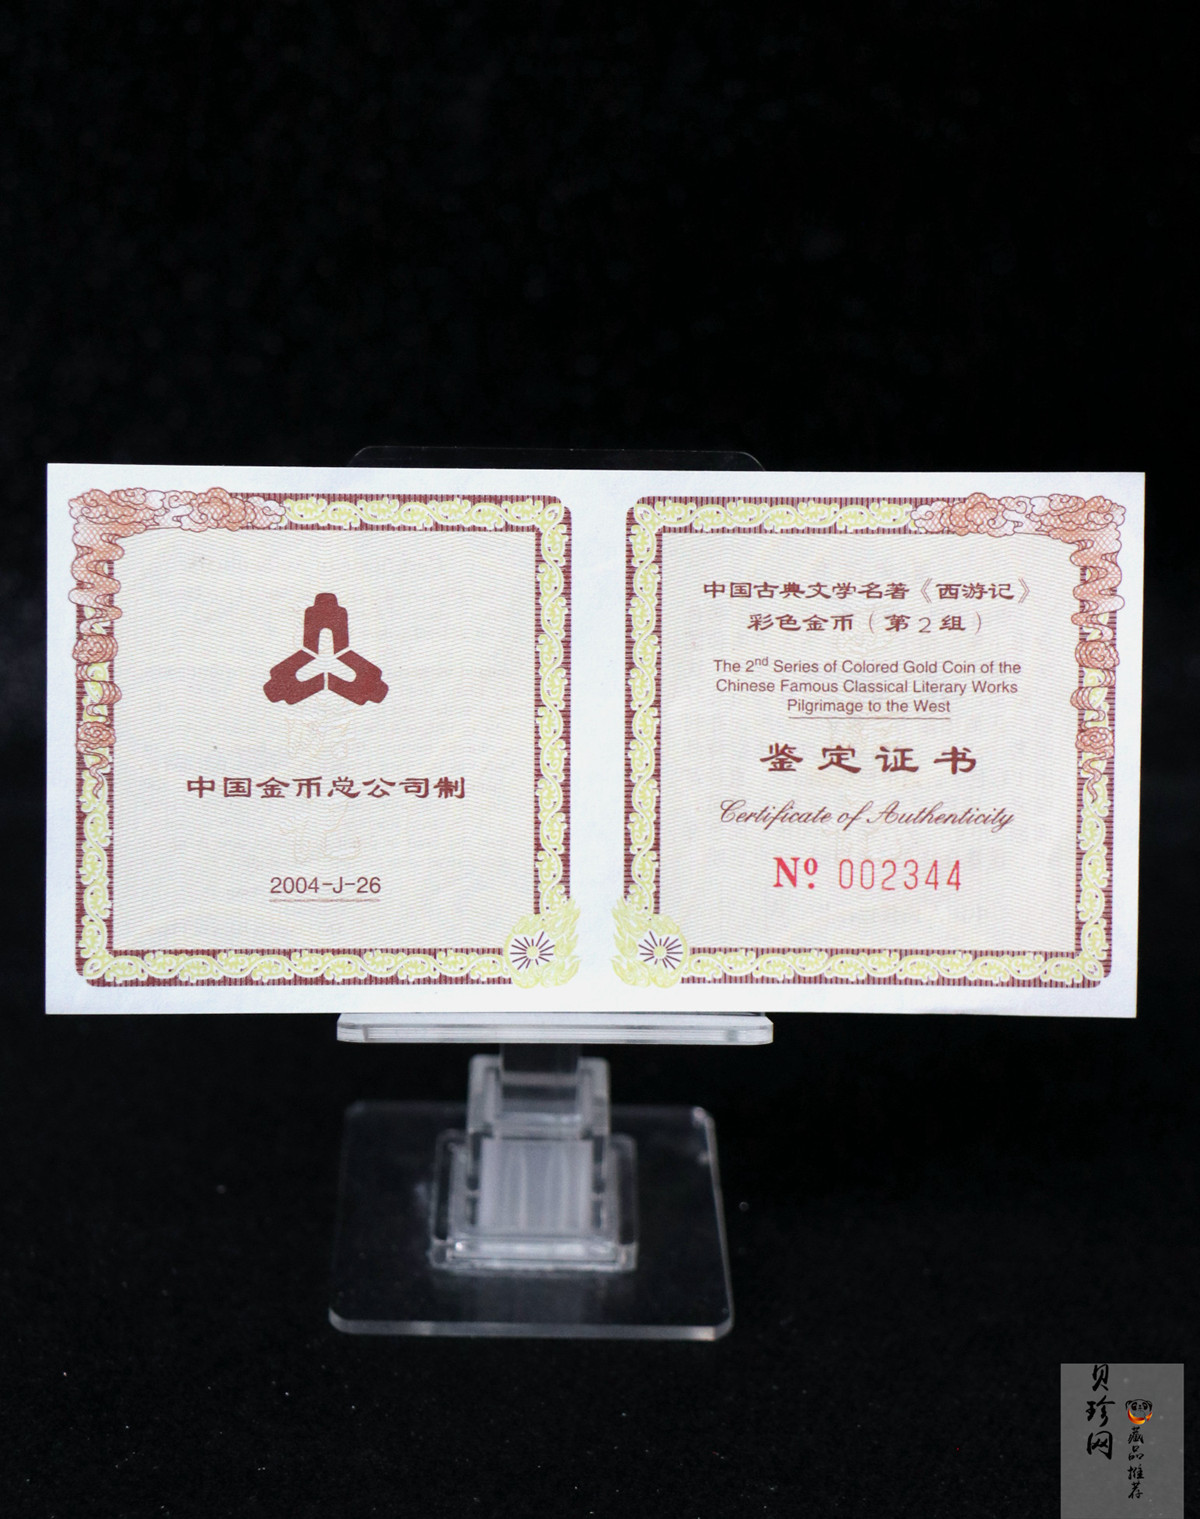 中国金币总公司制
2004-J-26
中国古典文学名著《西游记》
彩色金币(第2组)
The 2nd Series of Colored Gold Coin of the
Chinese Famous Classical Literary Works
Pilgrimage to the West
鉴定证书
Certificate of Authenticity
Nº 002344
贝珍网
藏品推荐